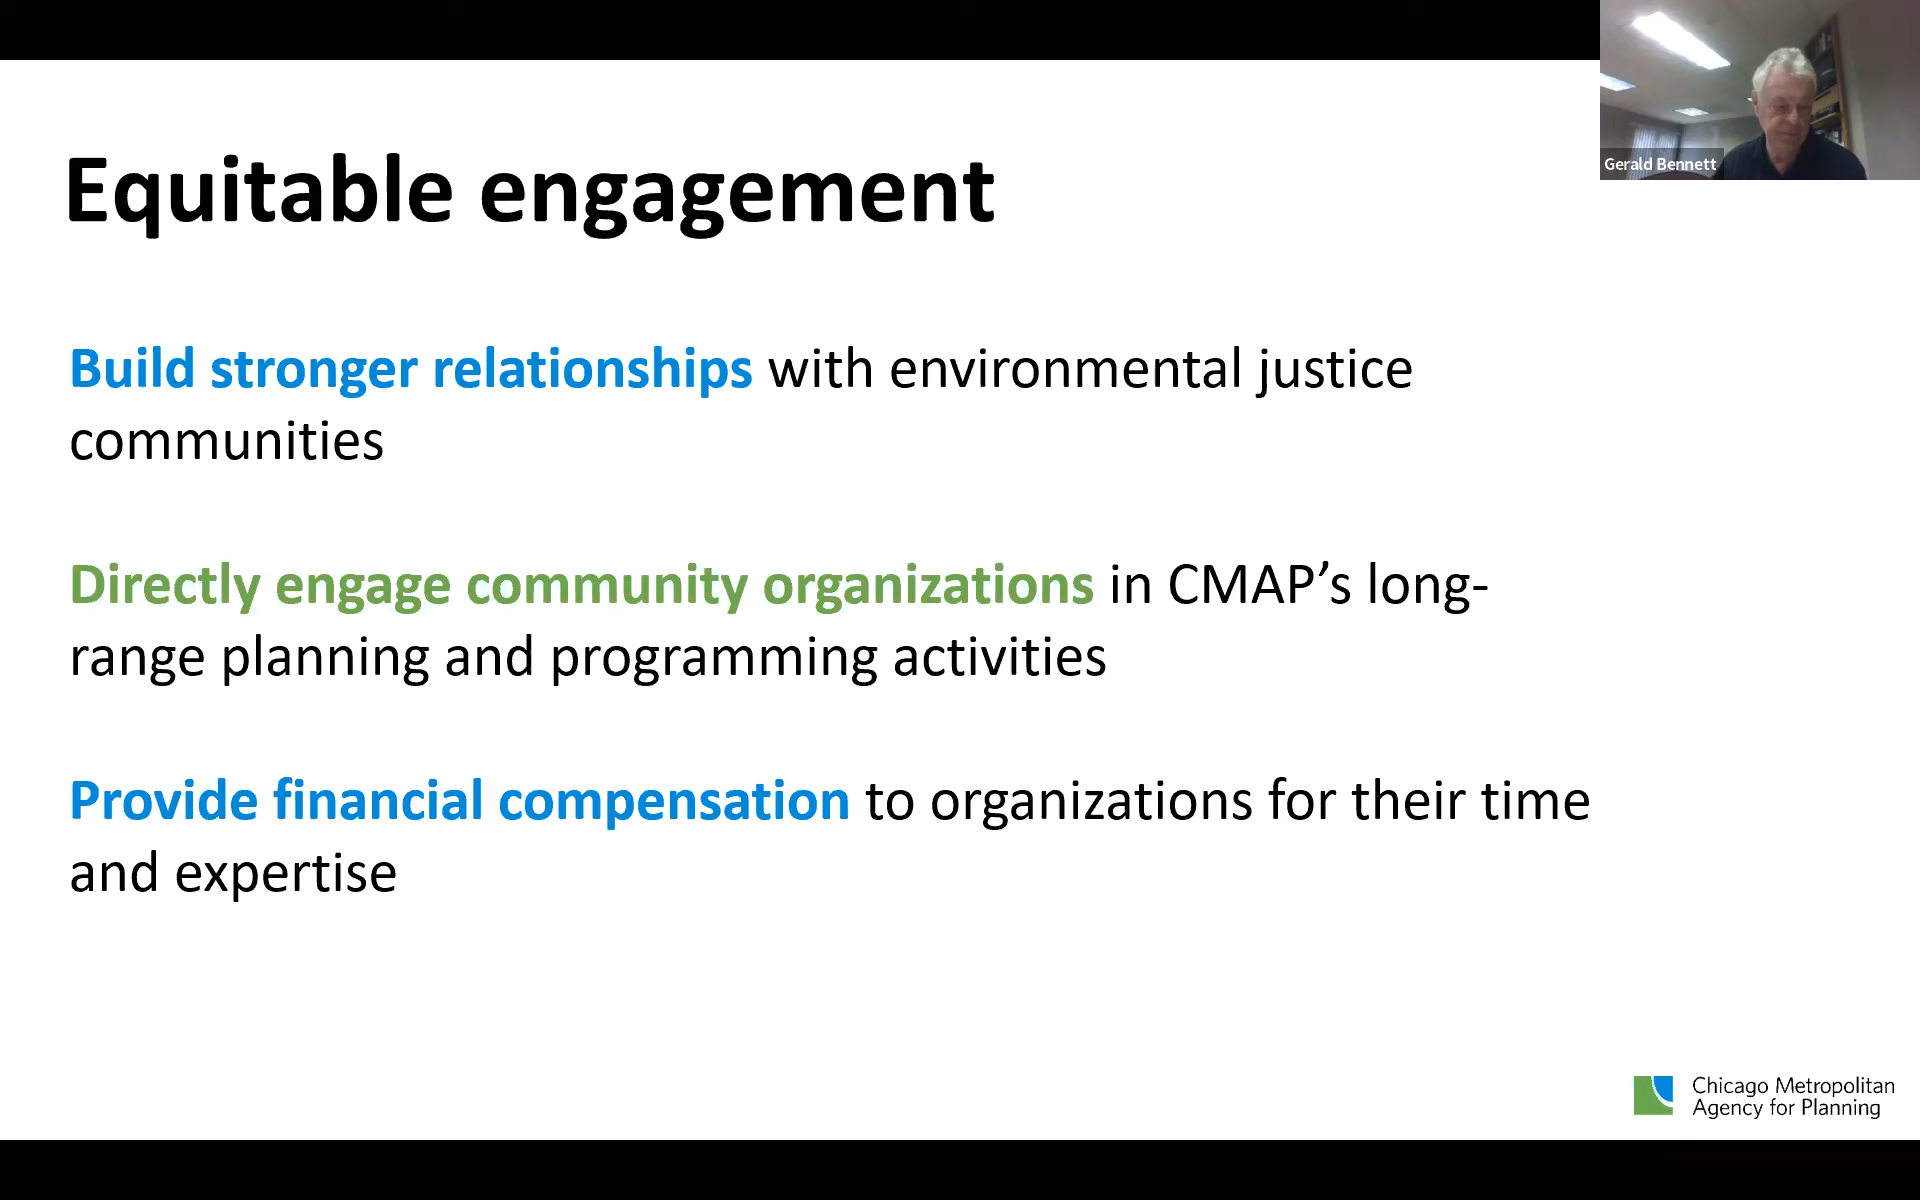 Gerald Bennett
Equitable engagement
Build stronger relationships with environmental justice
communities
Directly engage community organizations in CMAP’s long-
range planning and programming activities
Provide financial compensation to organizations for their time
and expertise
Chicago Metropolitan
Agency for Planning